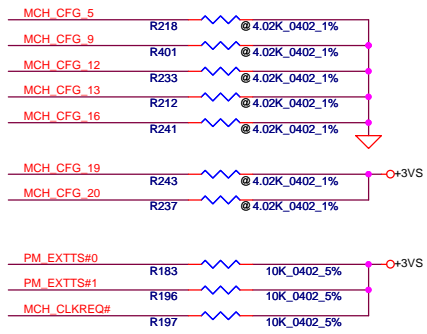 MCH_CFG_5
R218 @ 4.02K_0402_1%
MCH_CFG_9
R401 @ 4.02K_0402_1%
MCH_CFG_12
R233 @ 4.02K_0402_1%
MCH_CFG_13
R212 @ 4.02K_0402_1%
MCH_CFG_16
R241 @ 4.02K_0402_1%
MCH_CFG_19 +3VS
R243 @ 4.02K_0402_1%
MCH_CFG_20
R237 @ 4.02K_0402_1%
PM_EXTTS#0 +3VS
R183 10K_0402_5%
PM_EXTTS#1
R196 10K_0402_5%
MCH_CLKREQ#
R197 10K_0402_5%